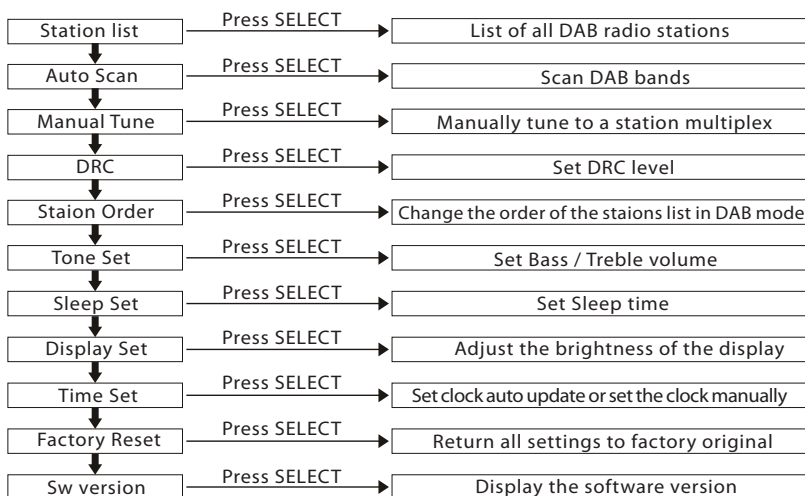 Station list Press SELECT List of all DAB radio stations
Auto Scan Press SELECT Scan DAB bands
Manual Tune Press SELECT Manually tune to a station multiplex
DRC Press SELECT Set DRC level
Staion Order Press SELECT Change the order of the staions list in DAB mode
Tone Set Press SELECT Set Bass / Treble volume
Sleep Set Press SELECT Set Sleep time
Display Set Press SELECT Adjust the brightness of the display
Time Set Press SELECT Set clock auto update or set the clock manually
Factory Reset Press SELECT Return all settings to factory original
Sw version Press SELECT Display the software version